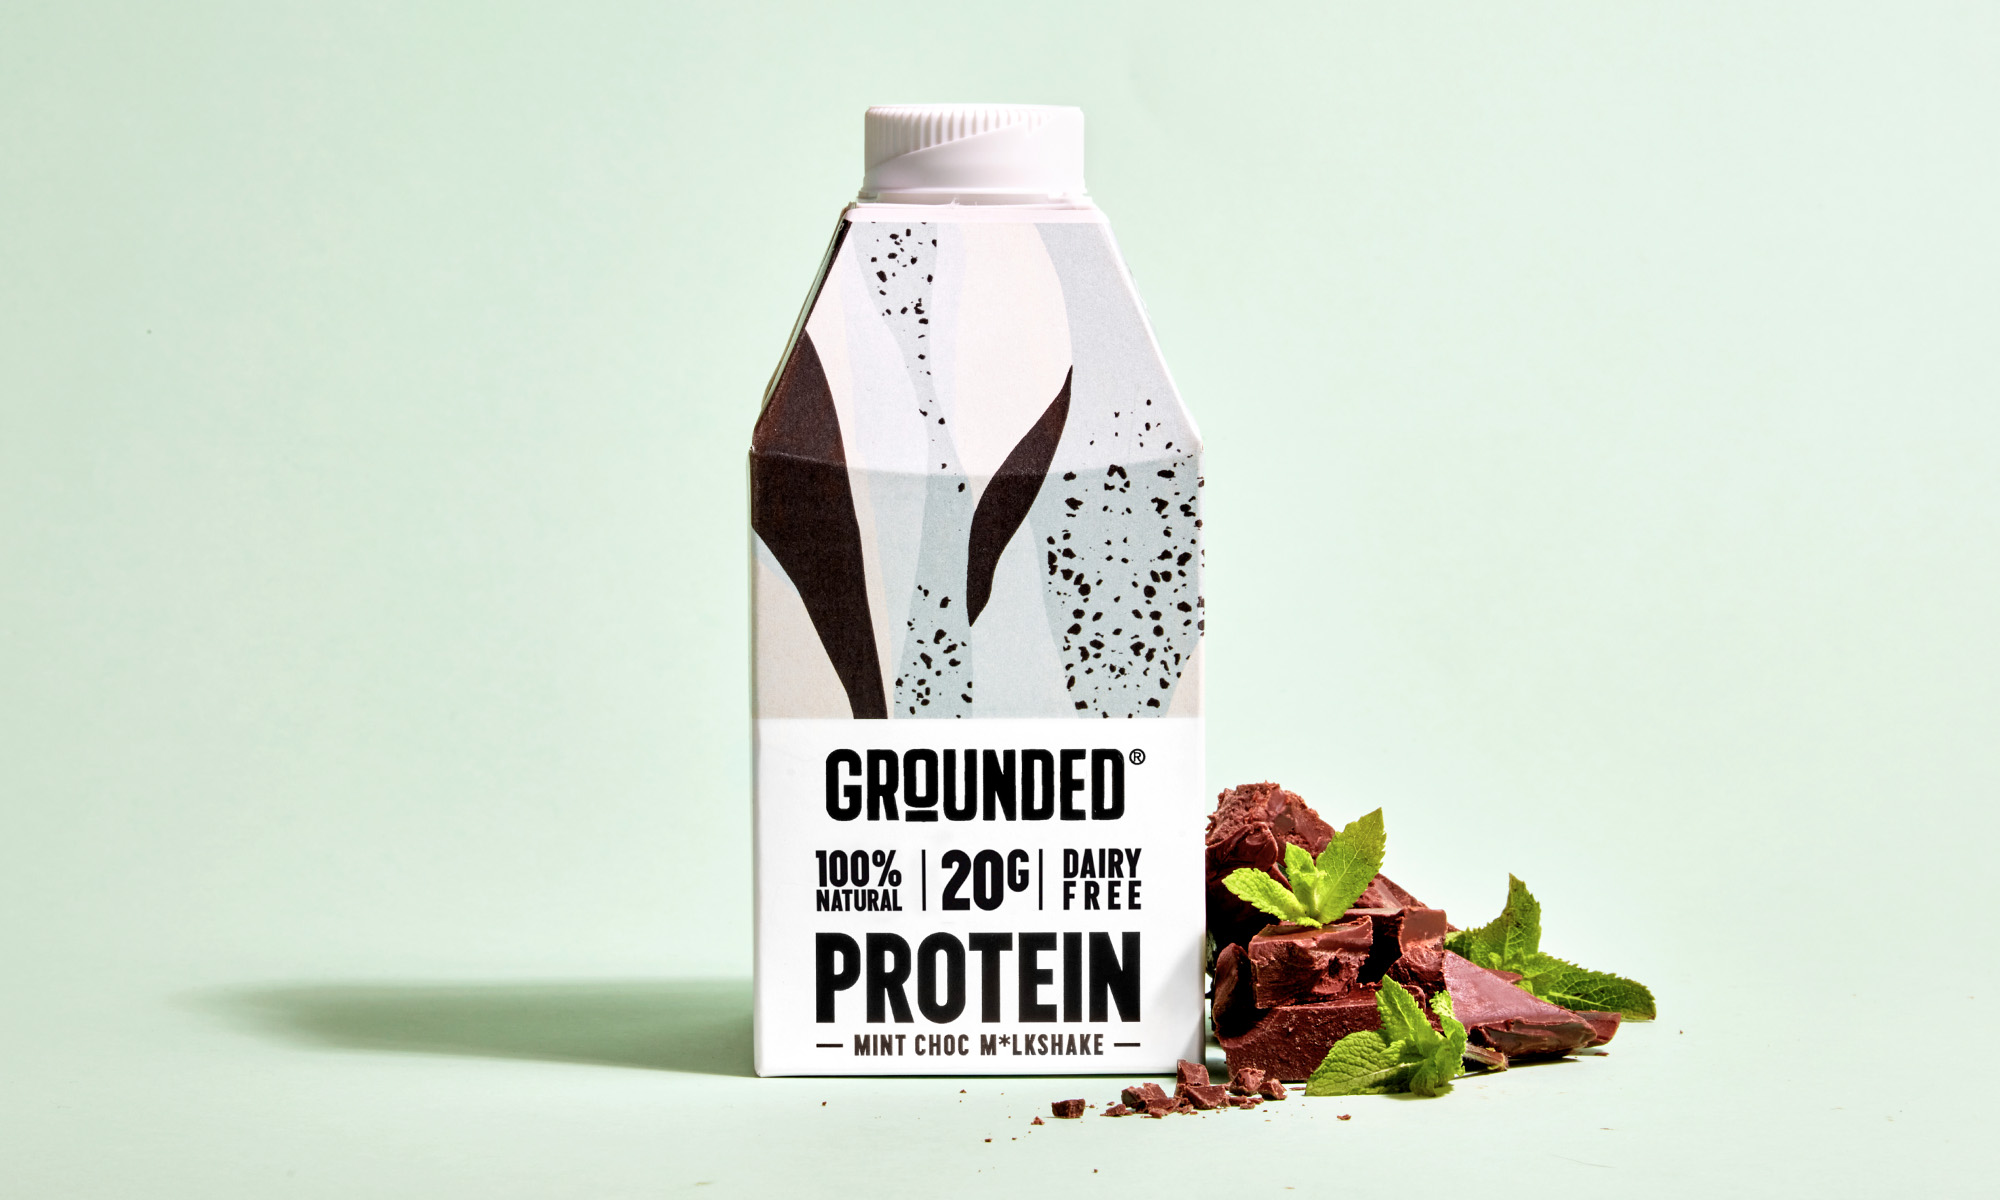 GROUNDED®
100% NATURAL | 20G | DAIRY FREE
PROTEIN
— MINT CHOC M*LKSHAKE —